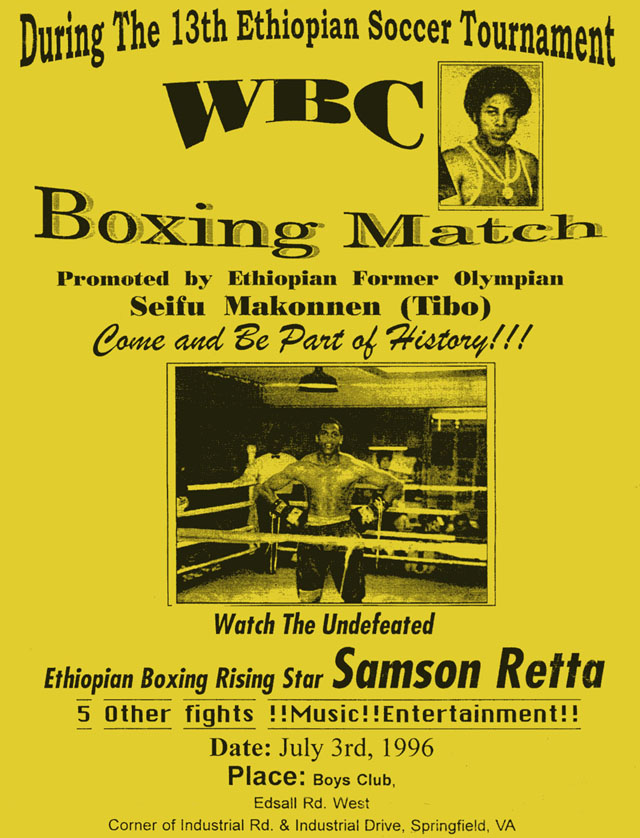 During The 13th Ethiopian Soccer Tournament
WBC
Boxing Match
Promoted by Ethiopian Former Olympian
Seifu Makonnen (Tibo)
Come and Be Part of History!!!
Watch The Undefeated
Ethiopian Boxing Rising Star Samson Retta
5 Other fights !!Music!!Entertainment!!
Date: July 3rd, 1996
Place: Boys Club,
Edsall Rd. West
Corner of Industrial Rd. & Industrial Drive, Springfield, VA